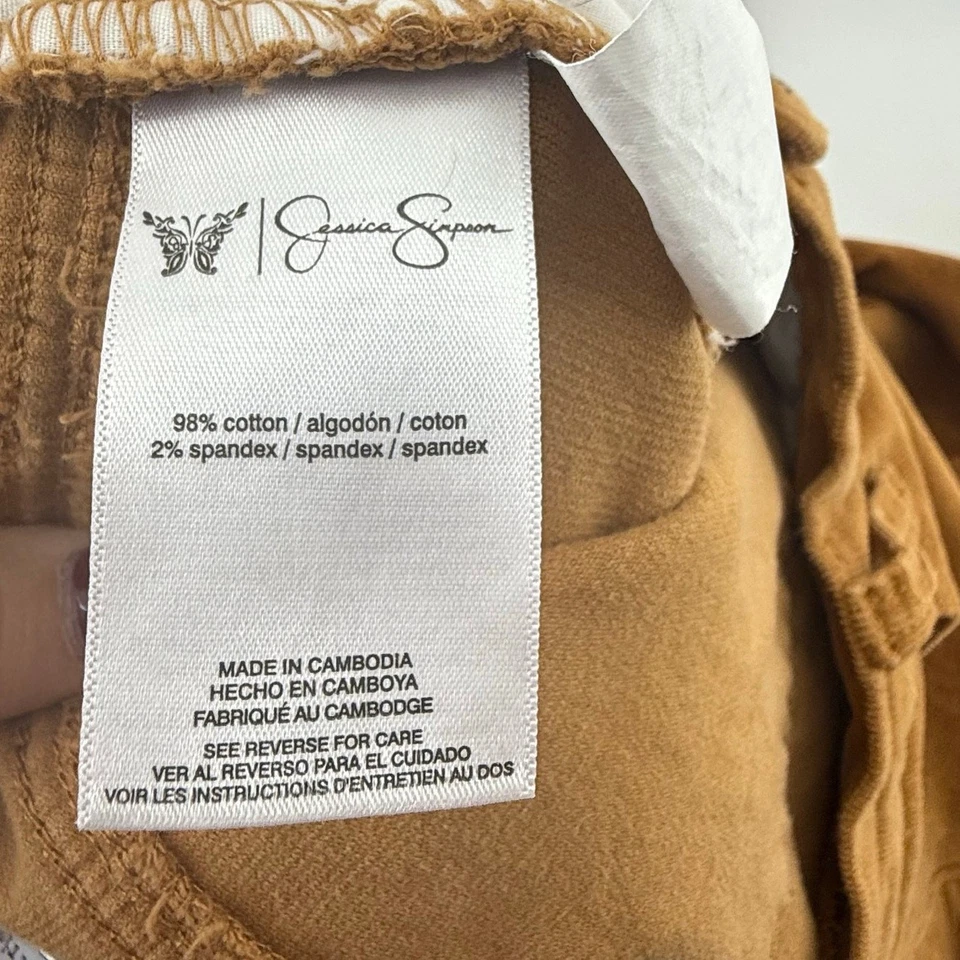 Jessica Simpson
98% cotton / algodón / coton
2% spandex / spandex / spandex
MADE IN CAMBODIA
HECHO EN CAMBOYA
FABRIQUÉ AU CAMBODGE
SEE REVERSE FOR CARE
VER AL REVERSO PARA EL CUIDADO
VOIR LES INSTRUCTIONS D'ENTRETIEN AU DOS